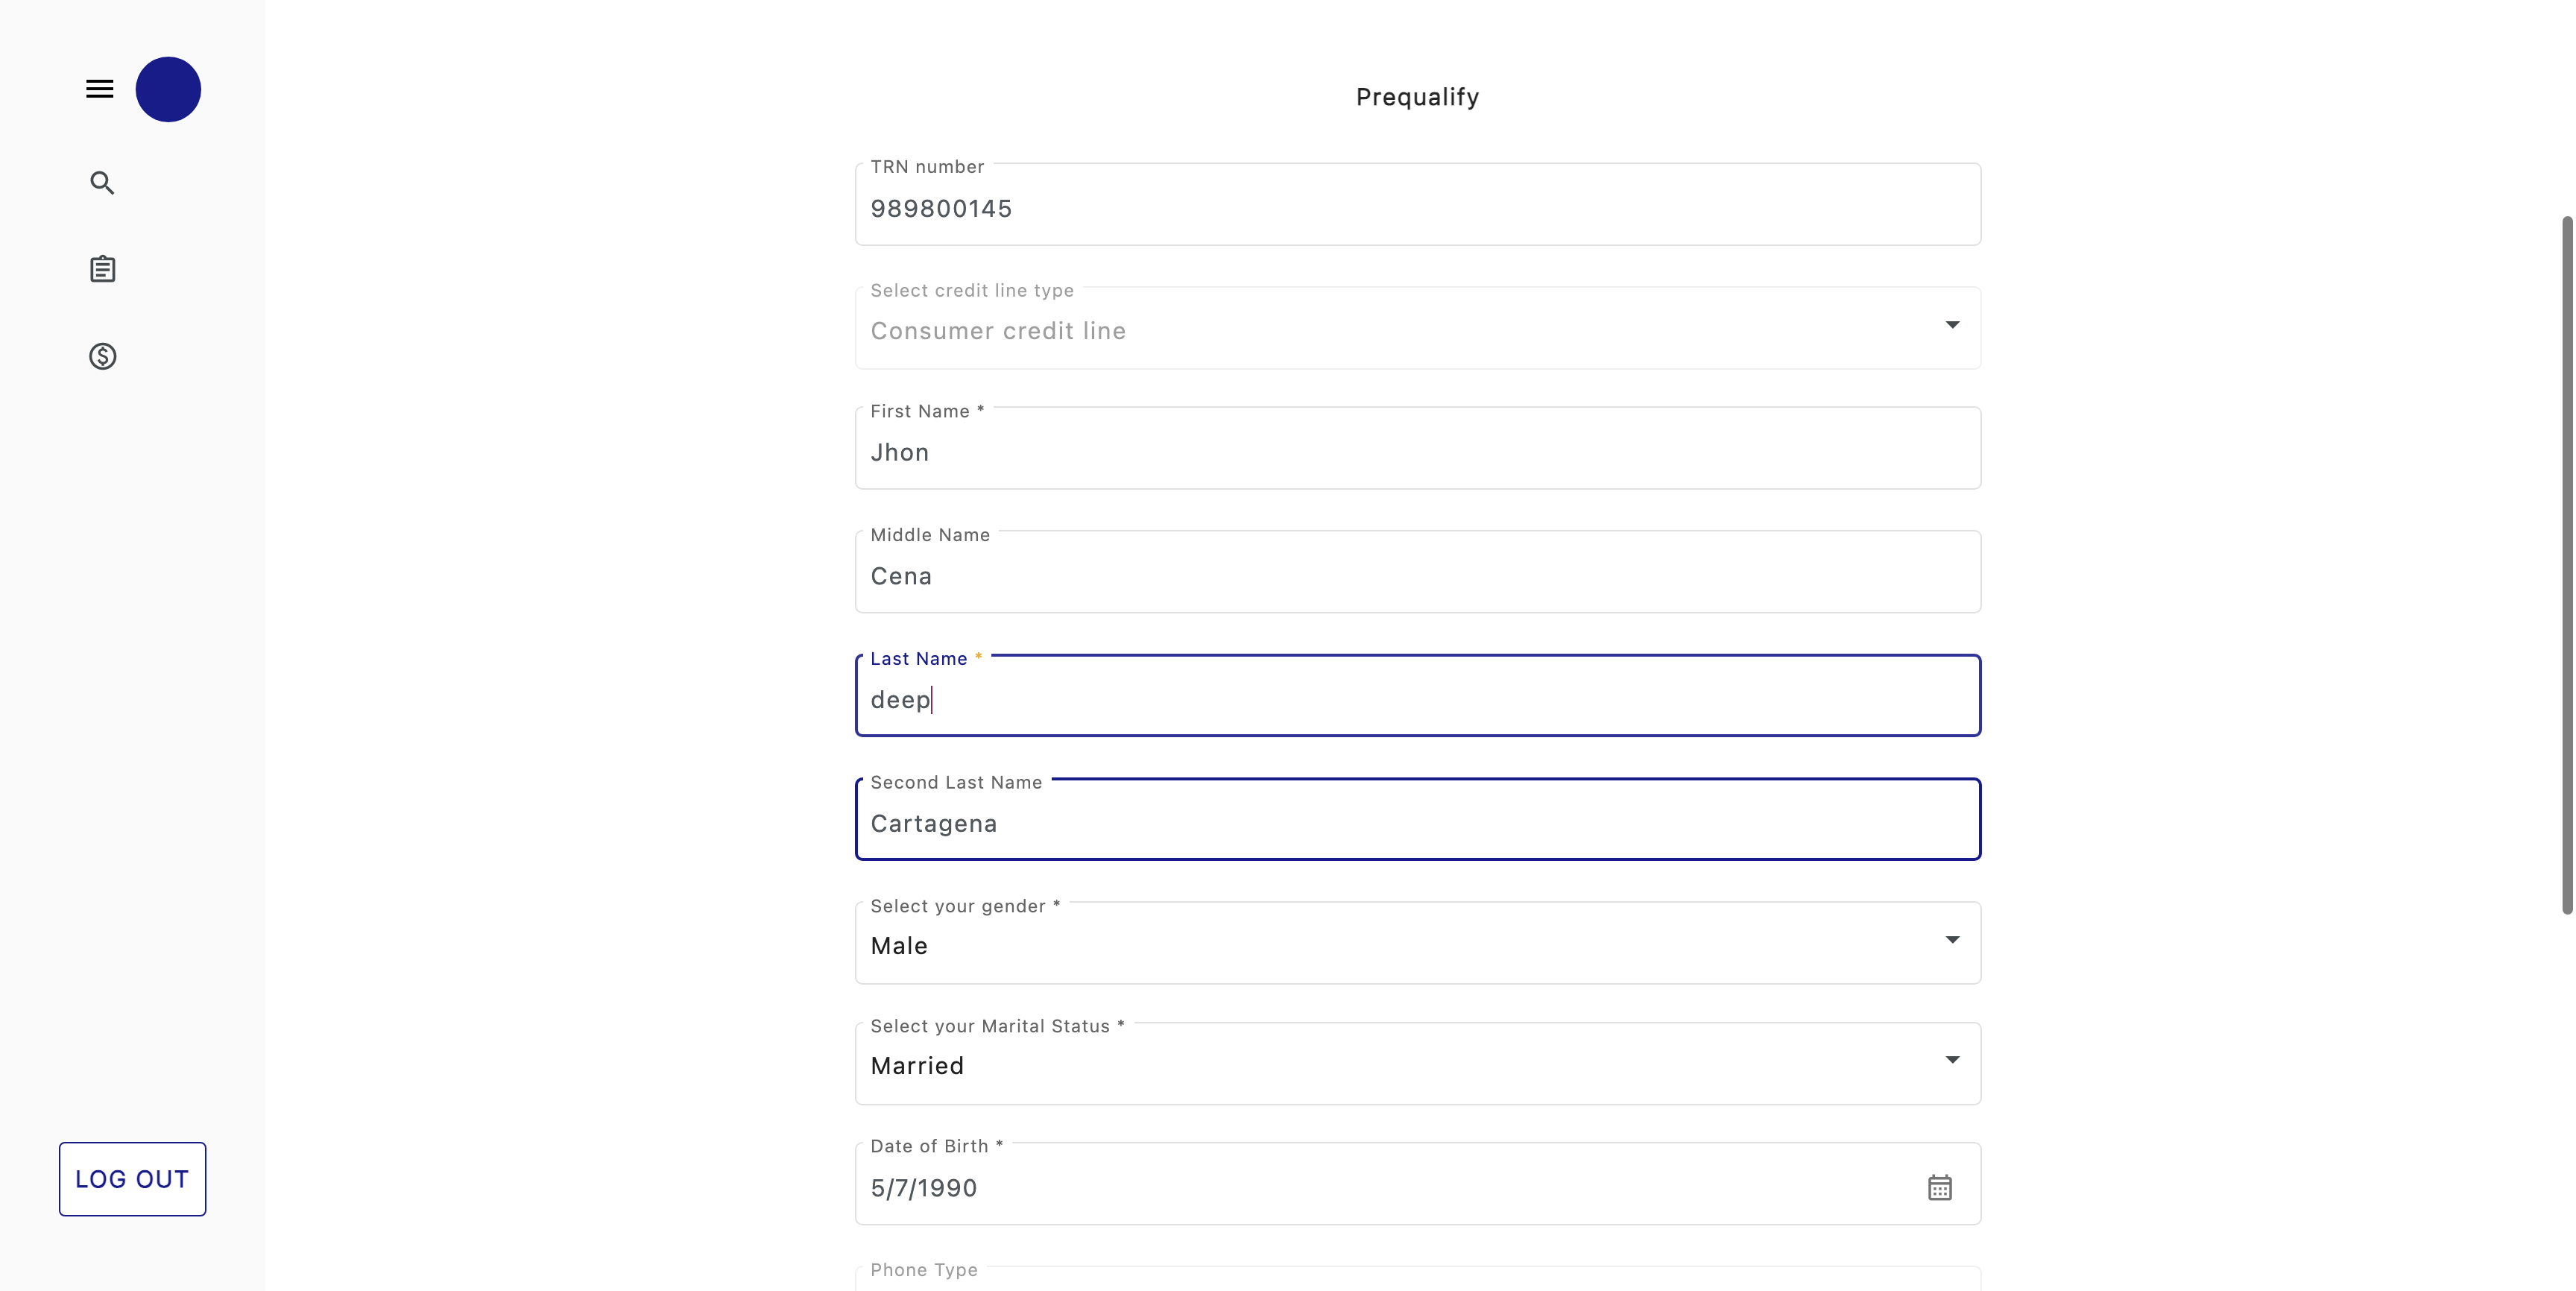 Prequalify
TRN number
989800145
Select credit line type
Consumer credit line
First Name *
Jhon
Middle Name
Cena
Last Name *
deep
Second Last Name
Cartagena
Select your gender *
Male
Select your Marital Status *
Married
Date of Birth *
5/7/1990
Phone Type
LOG OUT